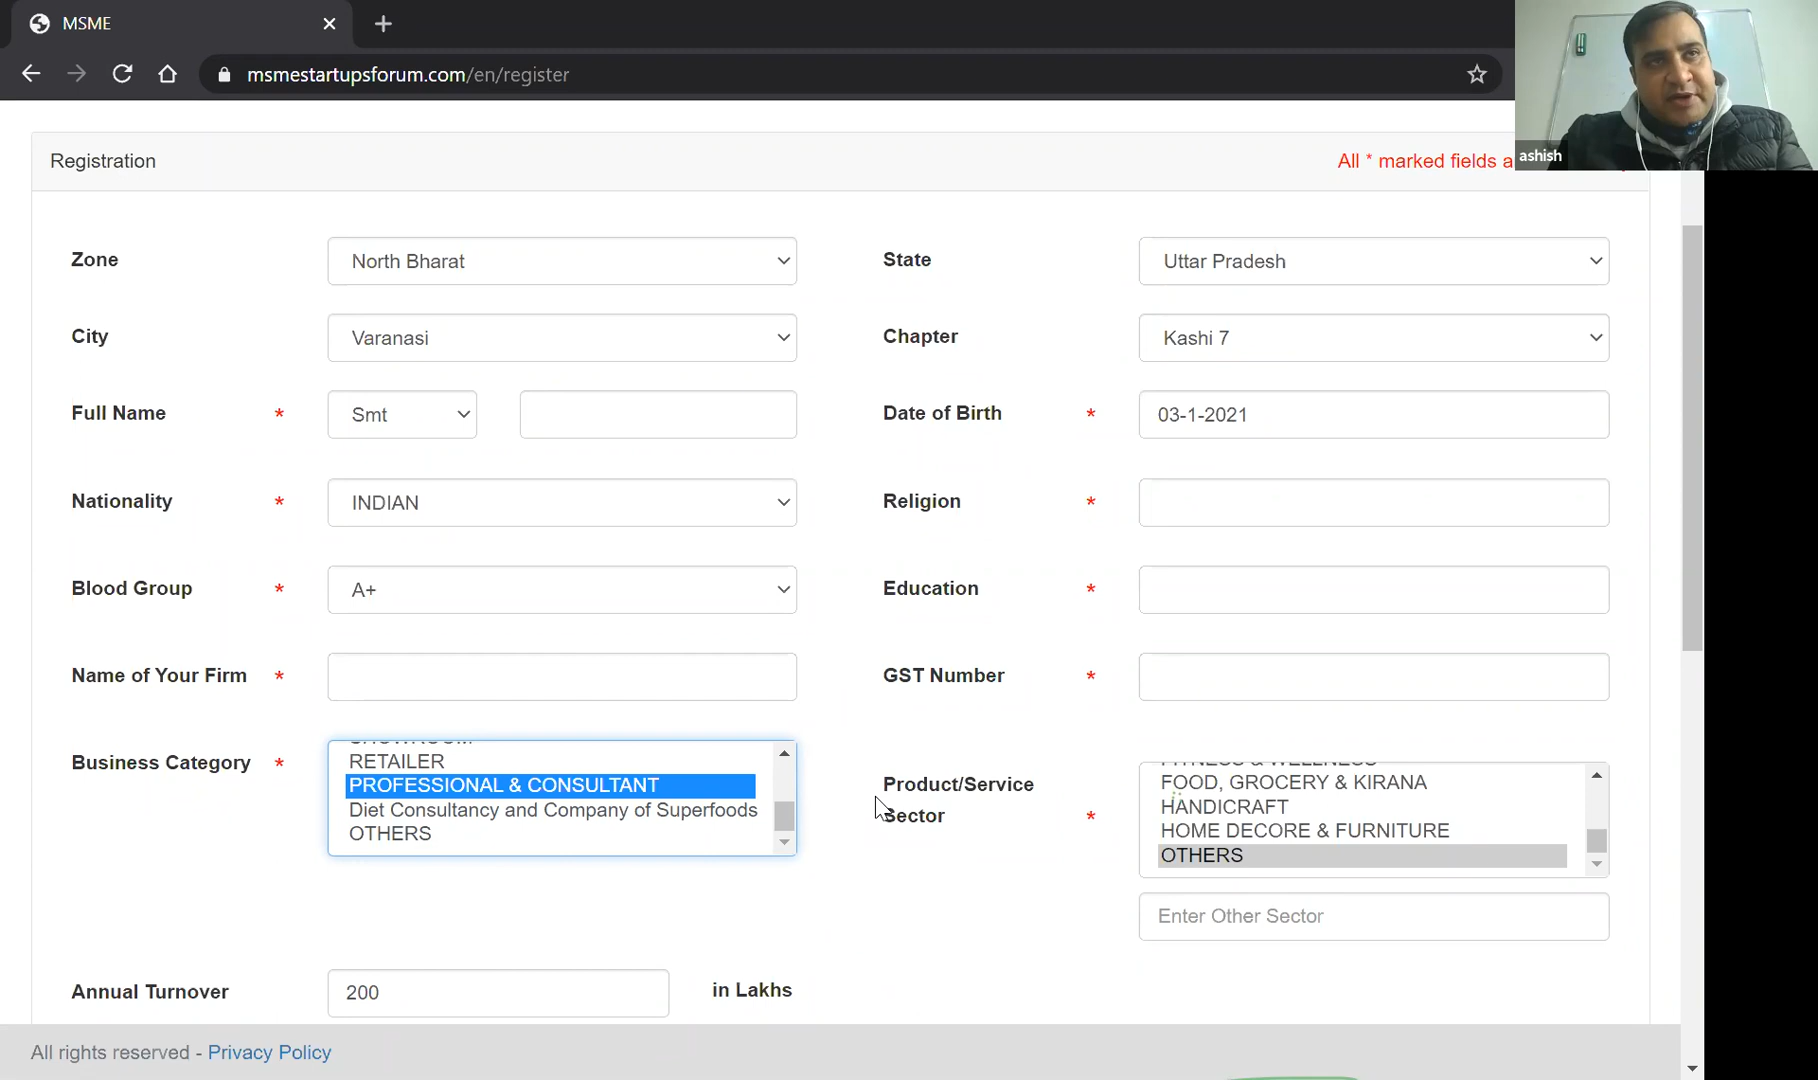 MSME
msmestartupsforum.com/en/register
ashish
Registration
All * marked fields a
Zone
North Bharat
State
Uttar Pradesh
City
Varanasi
Chapter
Kashi 7
Full Name *
Smt
Date of Birth *
03-1-2021
Nationality *
INDIAN
Religion *
Blood Group *
A+
Education *
Name of Your Firm *
GST Number *
Business Category *
SHOWROOM
RETAILER
PROFESSIONAL & CONSULTANT
Diet Consultancy and Company of Superfoods
OTHERS
Product/Service
Sector *
FITNESS & WELLNESS
FOOD, GROCERY & KIRANA
HANDICRAFT
HOME DECORE & FURNITURE
OTHERS
Enter Other Sector
Annual Turnover
200
in Lakhs
All rights reserved - Privacy Policy